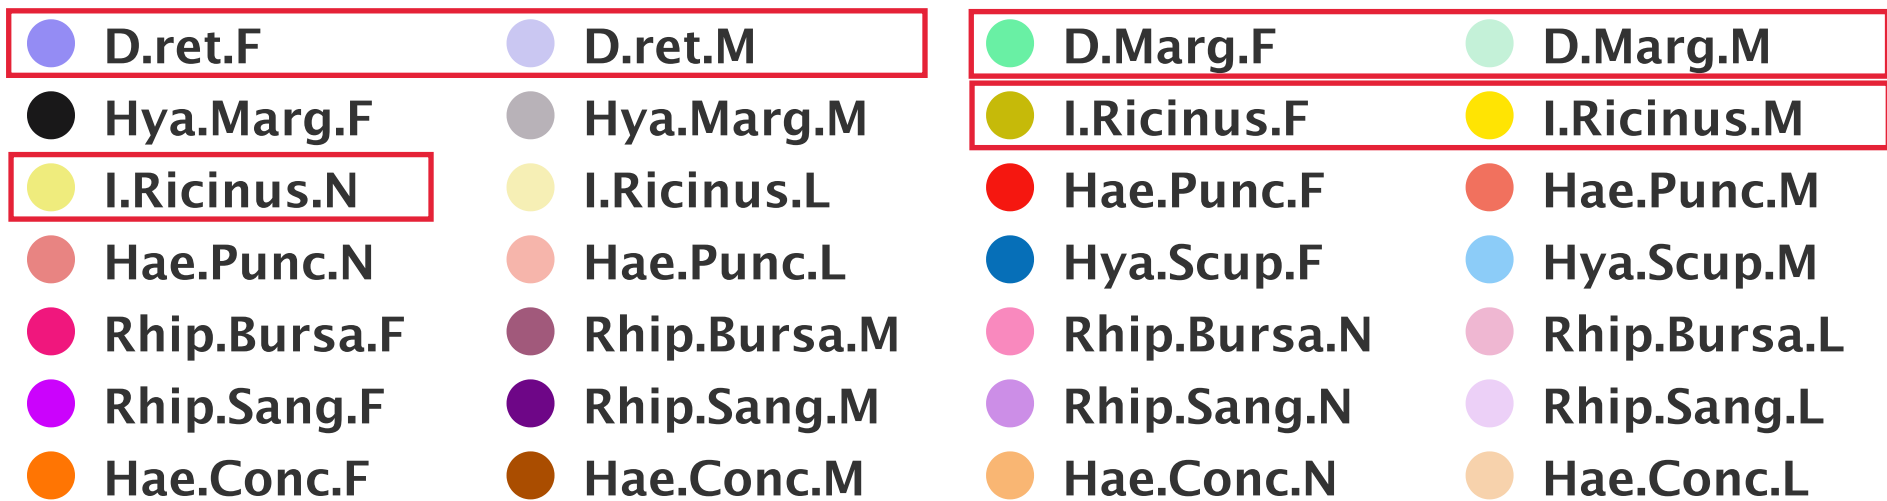 D.ret.F D.ret.M D.Marg.F D.Marg.M
Hya.Marg.F Hya.Marg.M I.Ricinus.F I.Ricinus.M
I.Ricinus.N I.Ricinus.L Hae.Punc.F Hae.Punc.M
Hae.Punc.N Hae.Punc.L Hya.Scup.F Hya.Scup.M
Rhip.Bursa.F Rhip.Bursa.M Rhip.Bursa.N Rhip.Bursa.L
Rhip.Sang.F Rhip.Sang.M Rhip.Sang.N Rhip.Sang.L
Hae.Conc.F Hae.Conc.M Hae.Conc.N Hae.Conc.L